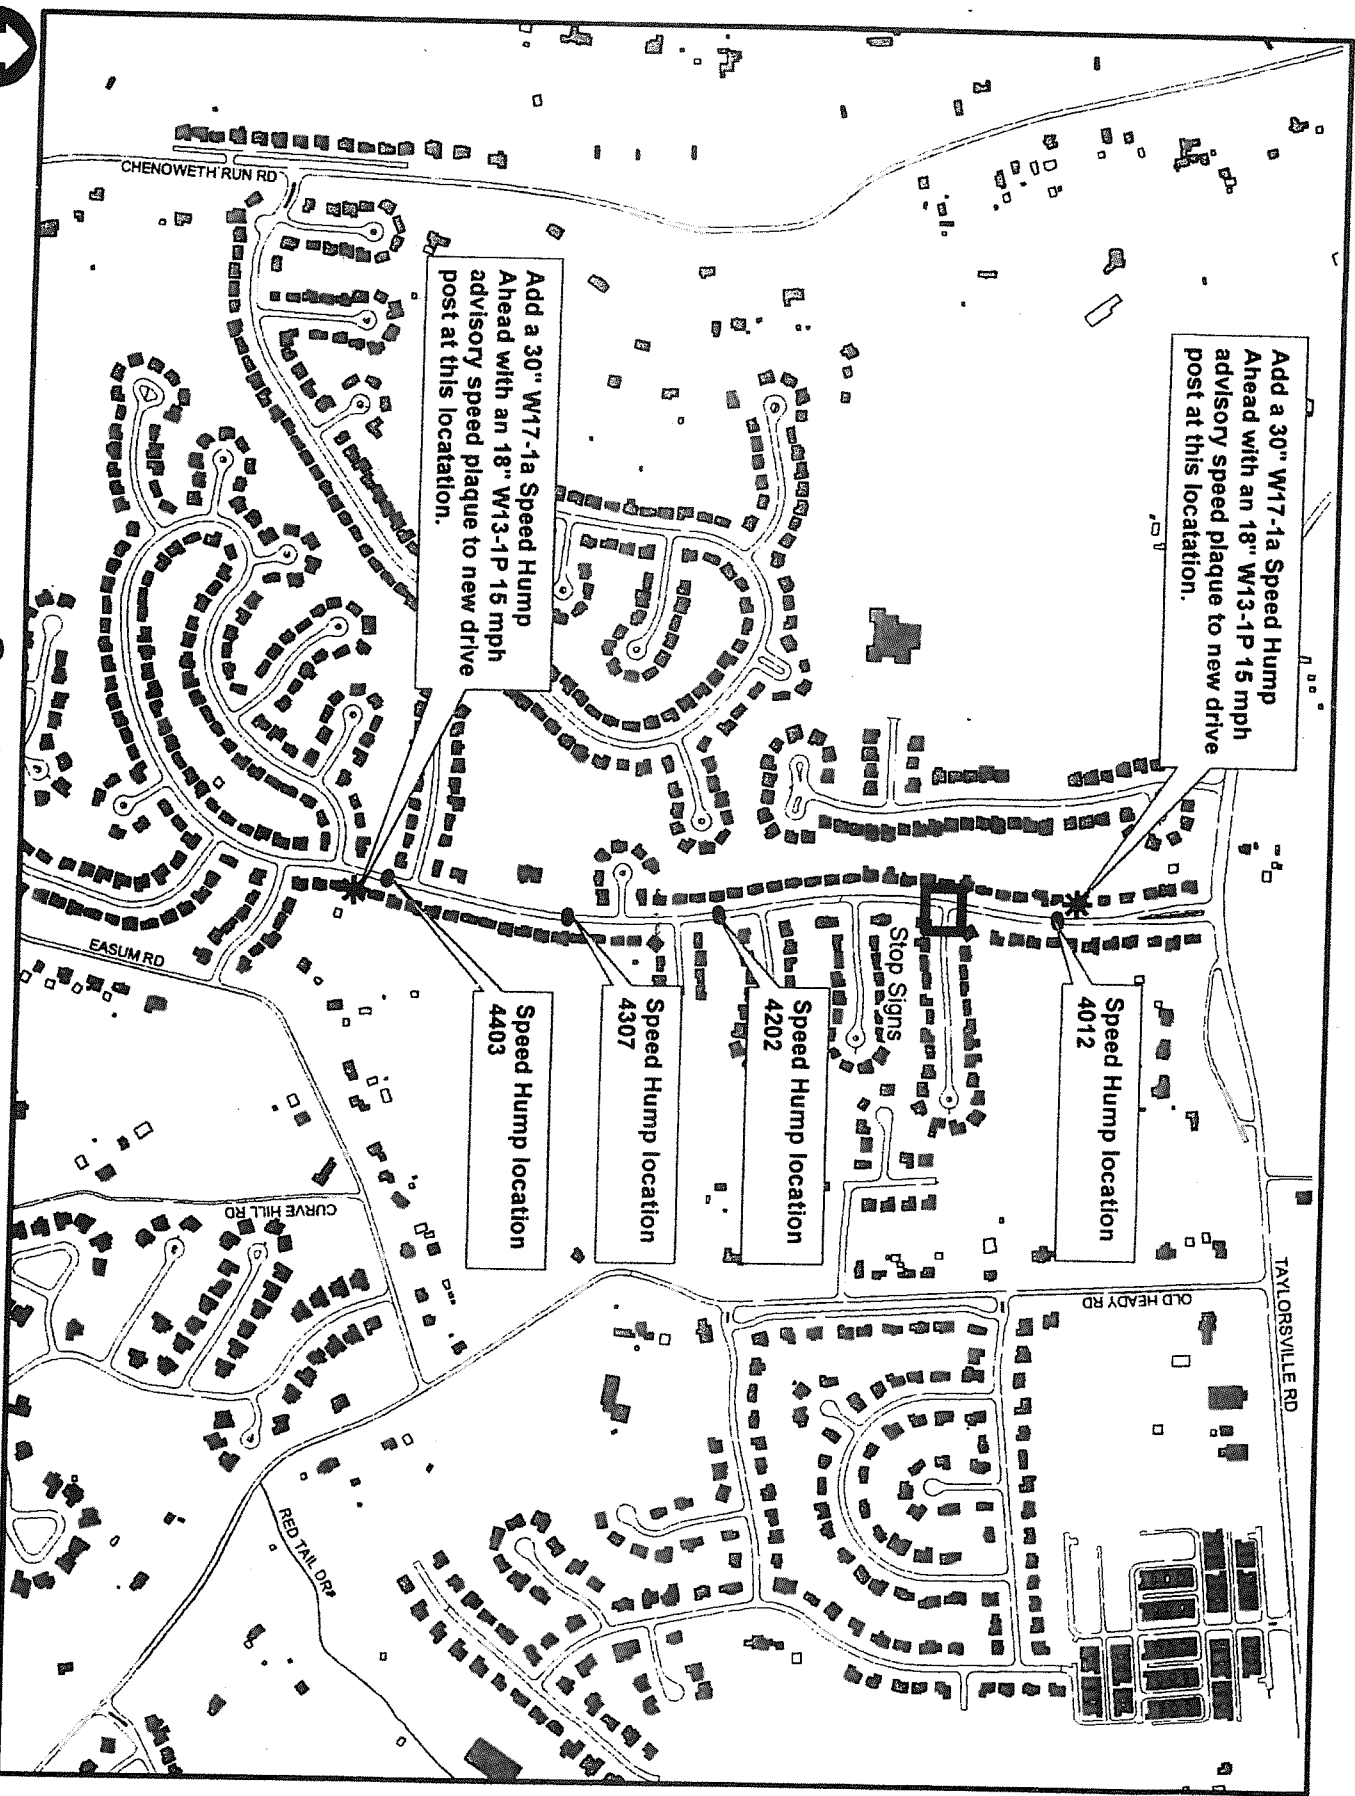 Add a 30" W17-1a Speed Hump
Ahead with an 18" W13-1P 15 mph
advisory speed plaque to new drive
post at this locatation.
TAYLORSVILLE RD
Speed Hump location
4012
OLD HEADY RD
Stop Signs
Speed Hump location
4202
Speed Hump location
4307
Add a 30" W17-1a Speed Hump
Ahead with an 18" W13-1P 15 mph
advisory speed plaque to new drive
post at this locatation.
Speed Hump location
4403
CHENOWETH RUN RD
EASUM RD
CURVE HILL RD
RED TAIL DR